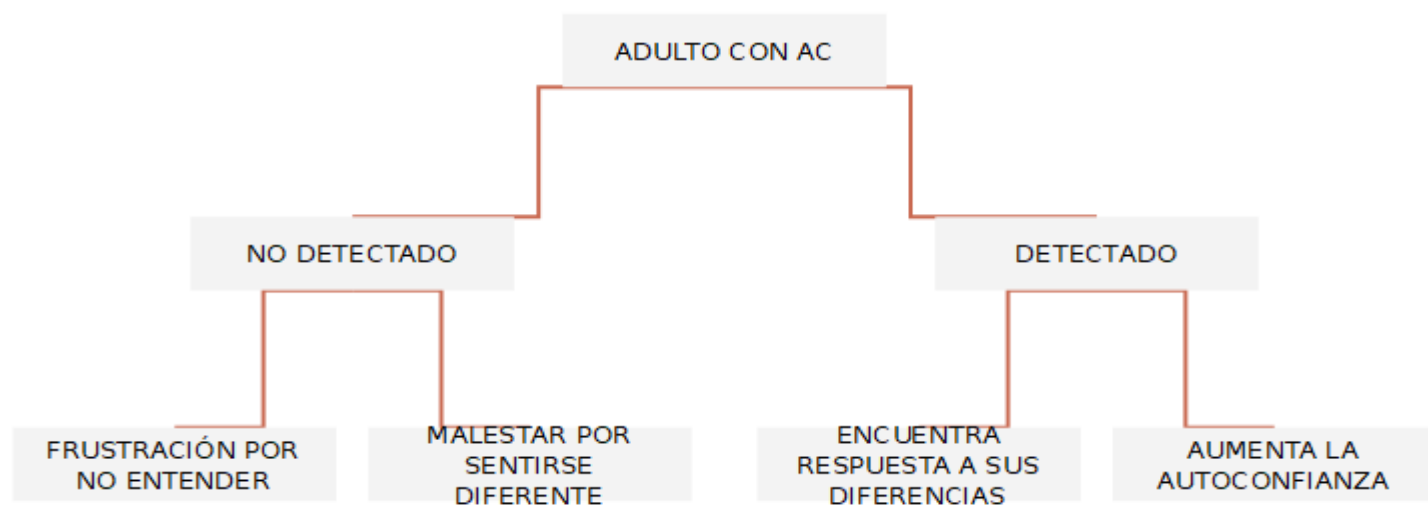 ADULTO CON AC
NO DETECTADO
DETECTADO
FRUSTRACIÓN POR
NO ENTENDER
MALESTAR POR
SENTIRSE
DIFERENTE
ENCUENTRA
RESPUESTA A SUS
DIFERENCIAS
AUMENTA LA
AUTOCONFIANZA